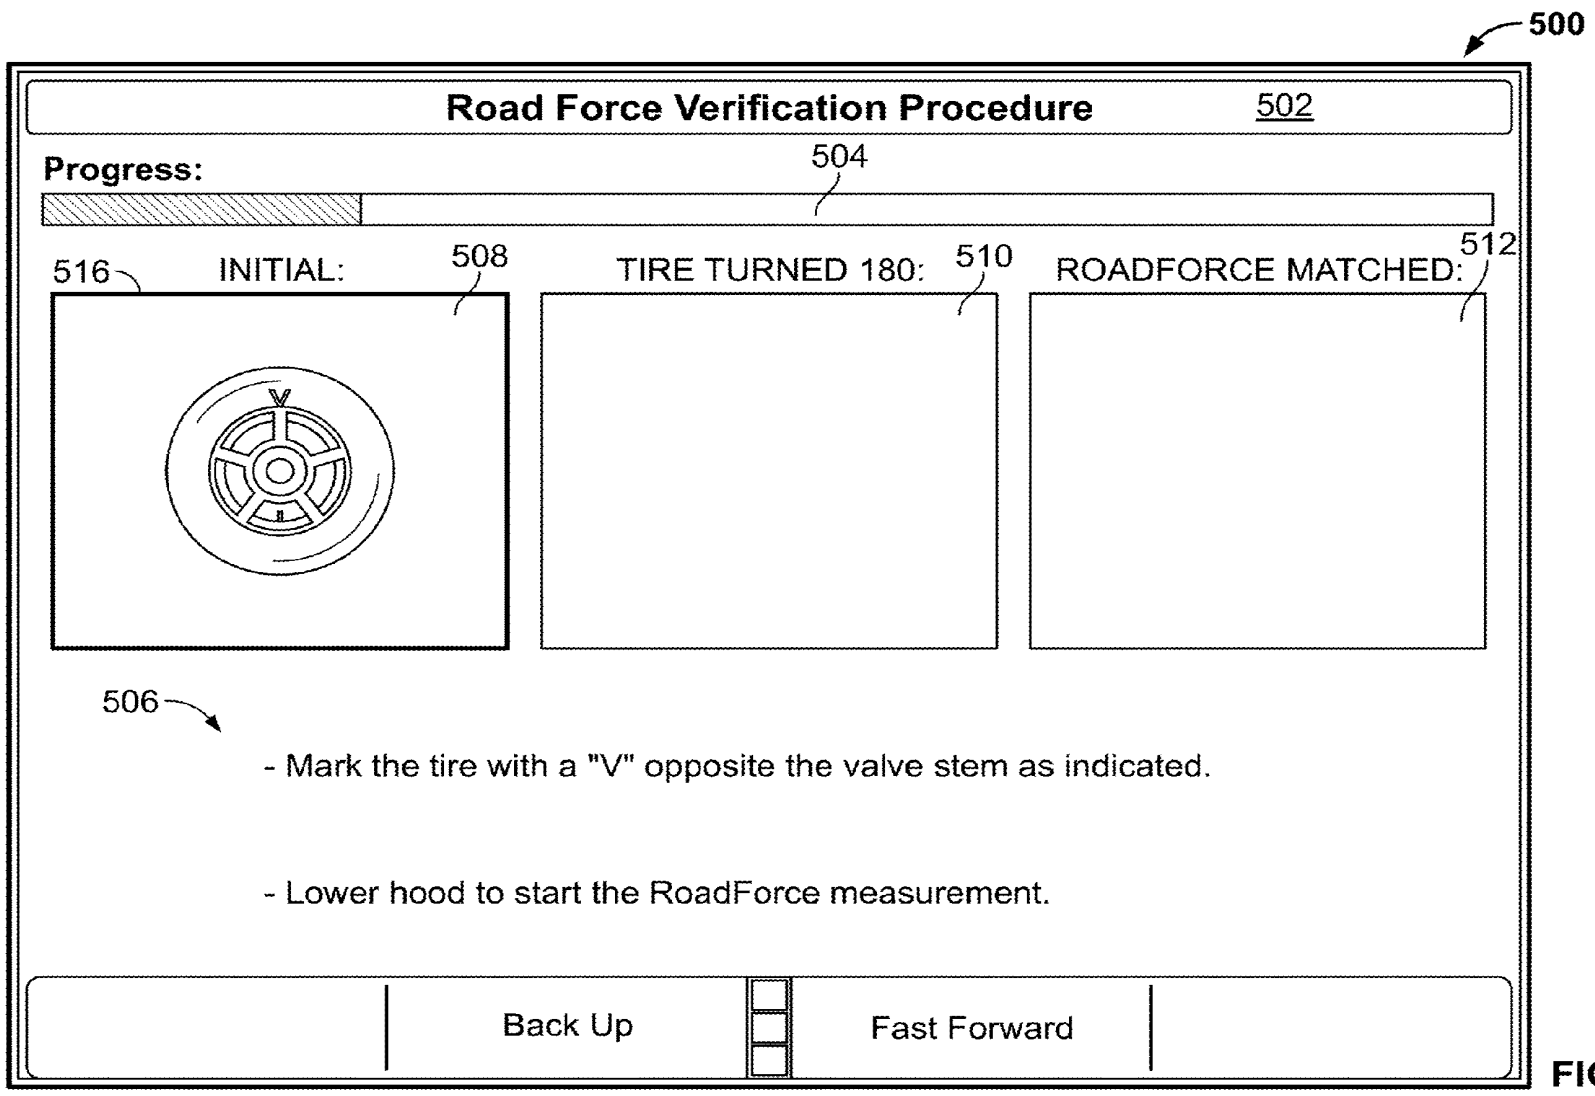 500
Road Force Verification Procedure 502
Progress:
504
516 INITIAL: 508 TIRE TURNED 180: 510 ROADFORCE MATCHED: 512
V
506
- Mark the tire with a "V" opposite the valve stem as indicated.
- Lower hood to start the RoadForce measurement.
Back Up Fast Forward